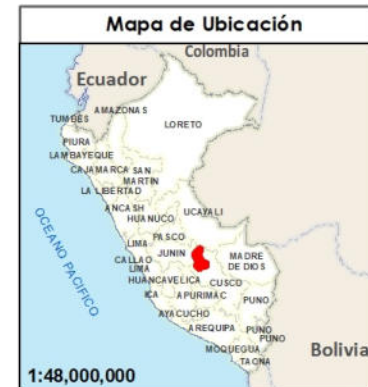 Mapa de Ubicación
Colombia
Ecuador
AMAZONAS
TUMBES
LORETO
PIURA
LAMBAYEQUE
CAJAMARCA SAN
MARTIN
LA LIBERTAD
ANCASH
UCAYALI
HUANUCO
PASCO
LIMA
JUNIN
MADRE
DE DIOS
CALLAO
LIMA
HUANCAVELICA
CUSCO
ICA
APURIMAC
PUNO
AYACUCHO
AREQUIPA
PUNO
PUNO
MOQUEGUA
TACNA
Bolivia
OCEANO PACIFICO
1:48,000,000